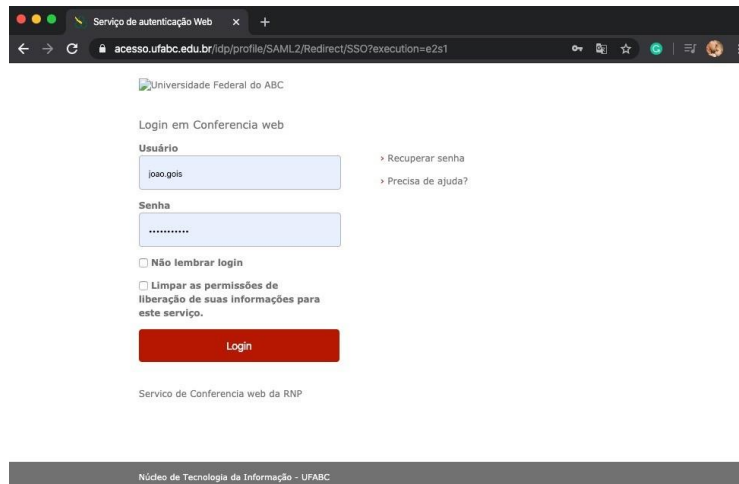 Serviço de autenticação Web
acesso.ufabc.edu.br/idp/profile/SAML2/Redirect/SSO?execution=e2s1
Universidade Federal do ABC
Login em Conferencia web
Usuário
joao.gois
› Recuperar senha
› Precisa de ajuda?
Senha
•••••••••••
Não lembrar login
Limpar as permissões de
liberação de suas informações para
este serviço.
Login
Servico de Conferencia web da RNP
Núcleo de Tecnologia da Informação - UFABC